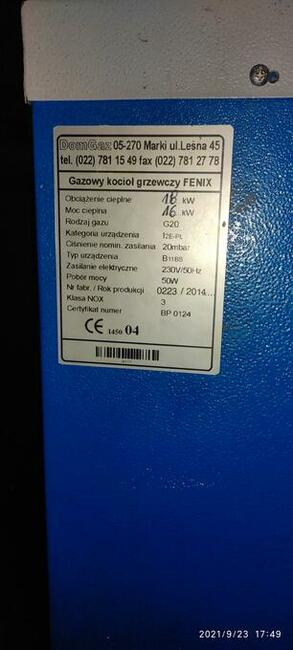 DomGaz 05-270 Marki ul.Leśna 45
tel. (022) 781 15 49 fax (022) 781 27 78
Gazowy kocioł grzewczy FENIX
Obciążenie cieplne 18 kW
Moc cieplna 16 kW
Rodzaj gazu G20
Kategoria urządzenia I2E-PL
Ciśnienie nomin. zasilania 20mbar
Typ urządzenia B11BS
Zasilanie elektryczne 230V/50Hz
Pobór mocy 50W
Nr fabr. / Rok produkcji 0223 / 2014...
Klasa NOX 3
Certyfikat numer BP 0124
CE 1450 04
2021/9/23 17:49